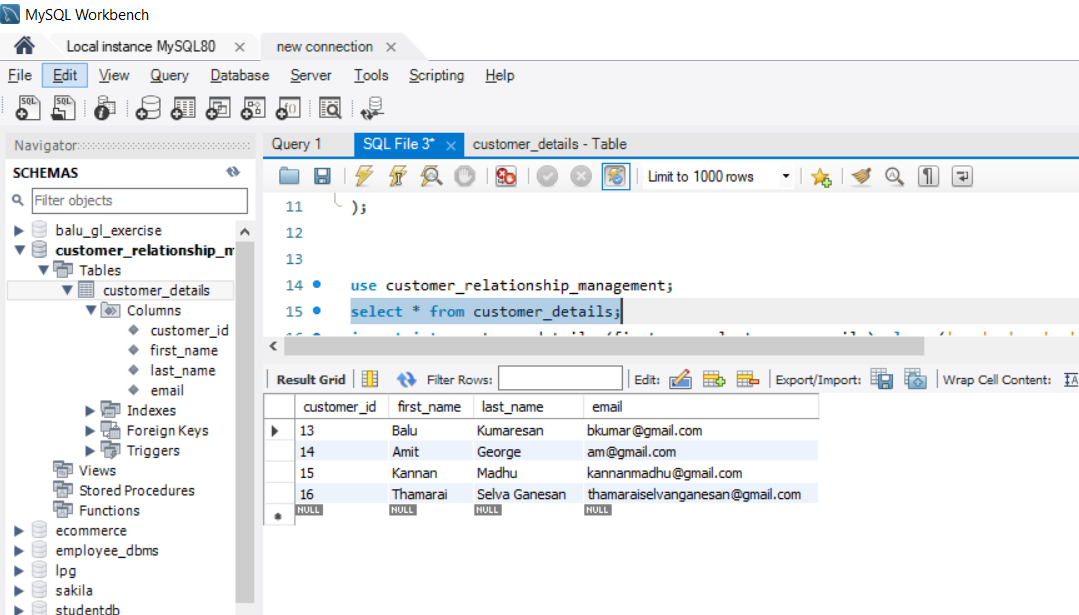 MySQL Workbench
Local instance MySQL80 new connection
File Edit View Query Database Server Tools Scripting Help
Navigator
SCHEMAS
Filter objects
balu_gl_exercise
customer_relationship_m
Tables
customer_details
Columns
customer_id
first_name
last_name
email
Indexes
Foreign Keys
Triggers
Views
Stored Procedures
Functions
ecommerce
employee_dbms
lpg
sakila
studentdb
Query 1 SQL File 3* customer_details - Table
Limit to 1000 rows
11 );
12
13
14 use customer_relationship_management;
15 select * from customer_details;
Result Grid Filter Rows: Edit: Export/Import: Wrap Cell Content:
customer_id first_name last_name email
13 Balu Kumaresan bkumar@gmail.com
14 Amit George am@gmail.com
15 Kannan Madhu kannanmadhu@gmail.com
16 Thamarai Selva Ganesan thamaraiselvanganesan@gmail.com
NULL NULL NULL NULL